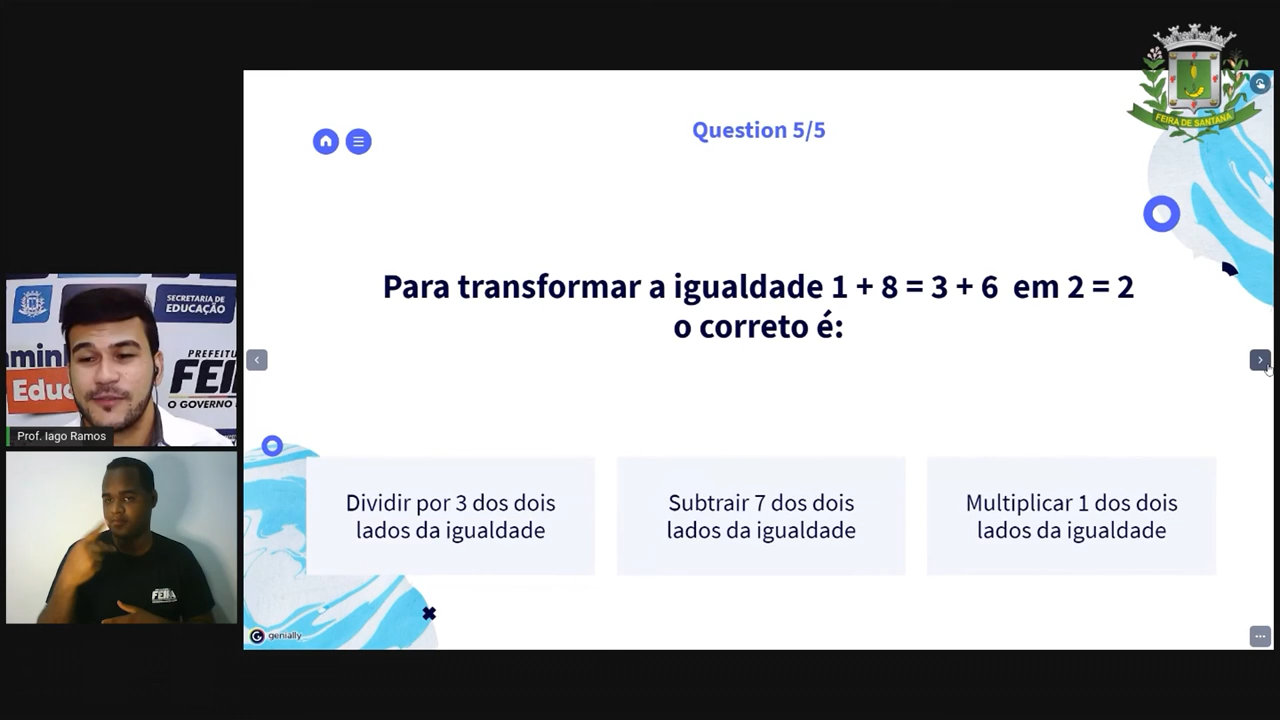 FEIRA DE SANTANA
Question 5/5
Para transformar a igualdade 1 + 8 = 3 + 6 em 2 = 2
o correto é:
Dividir por 3 dos dois
lados da igualdade
Subtrair 7 dos dois
lados da igualdade
Multiplicar 1 dos dois
lados da igualdade
genially
SECRETARIA DE
EDUCAÇÃO
aminh
Educ
PREFEITU
FEI
O GOVERNO
Prof. Iago Ramos
FEIRA